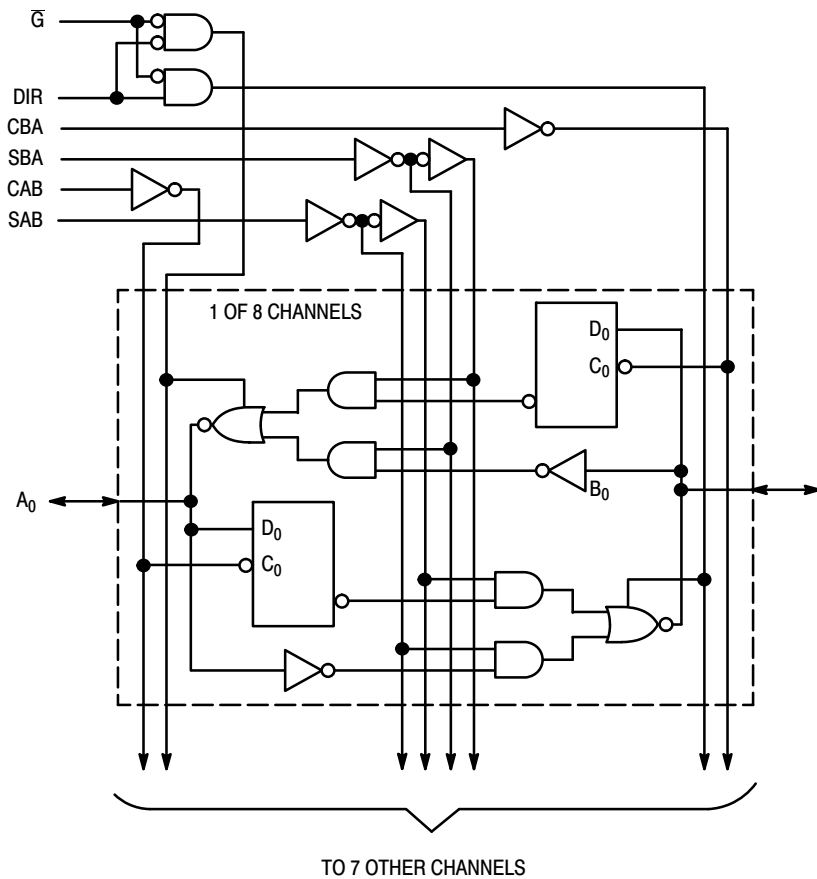 G̅
DIR
CBA
SBA
CAB
SAB
1 OF 8 CHANNELS
D₀
C₀
B₀
A₀
D₀
C₀
TO 7 OTHER CHANNELS